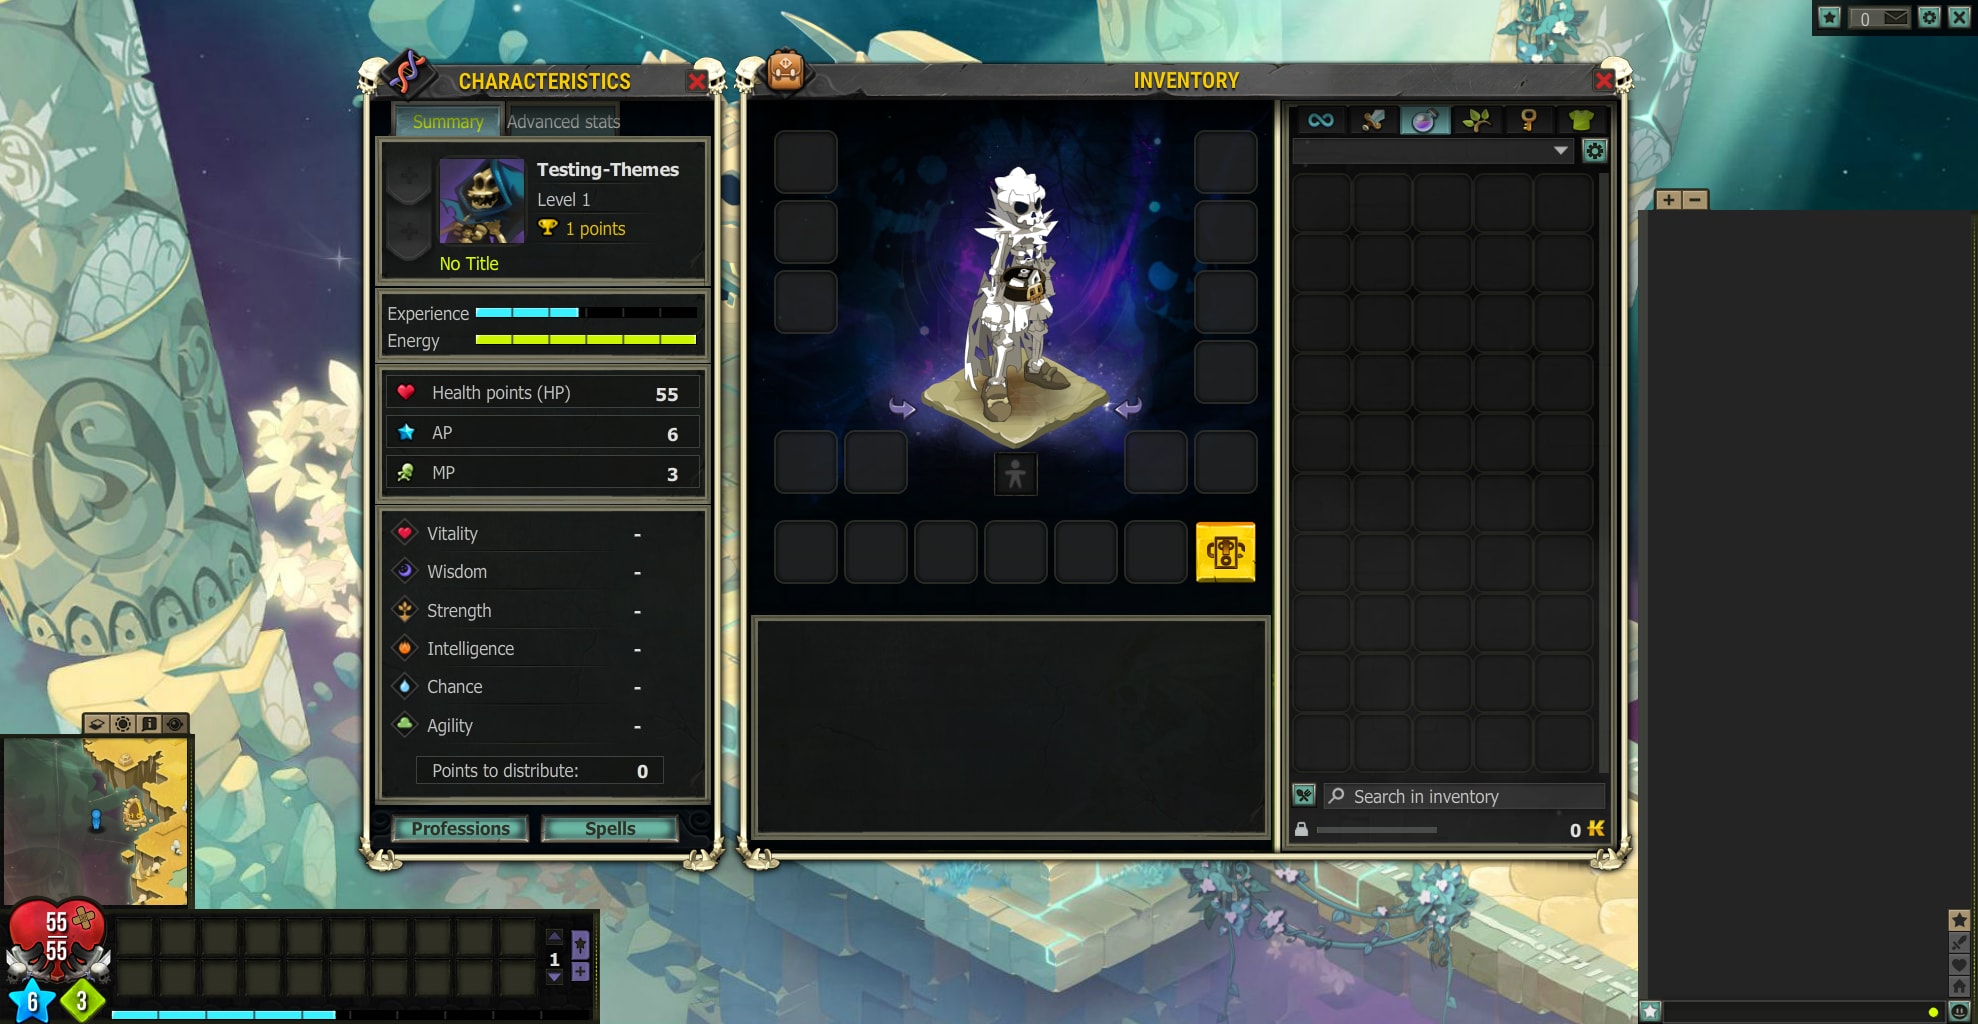 0
CHARACTERISTICS
INVENTORY
Summary
Advanced stats
Testing-Themes
Level 1
1 points
No Title
Experience
Energy
Health points (HP) 55
AP 6
MP 3
Vitality -
Wisdom -
Strength -
Intelligence -
Chance -
Agility -
Points to distribute: 0
Professions
Spells
Search in inventory
0 K
55
55
6
3
1